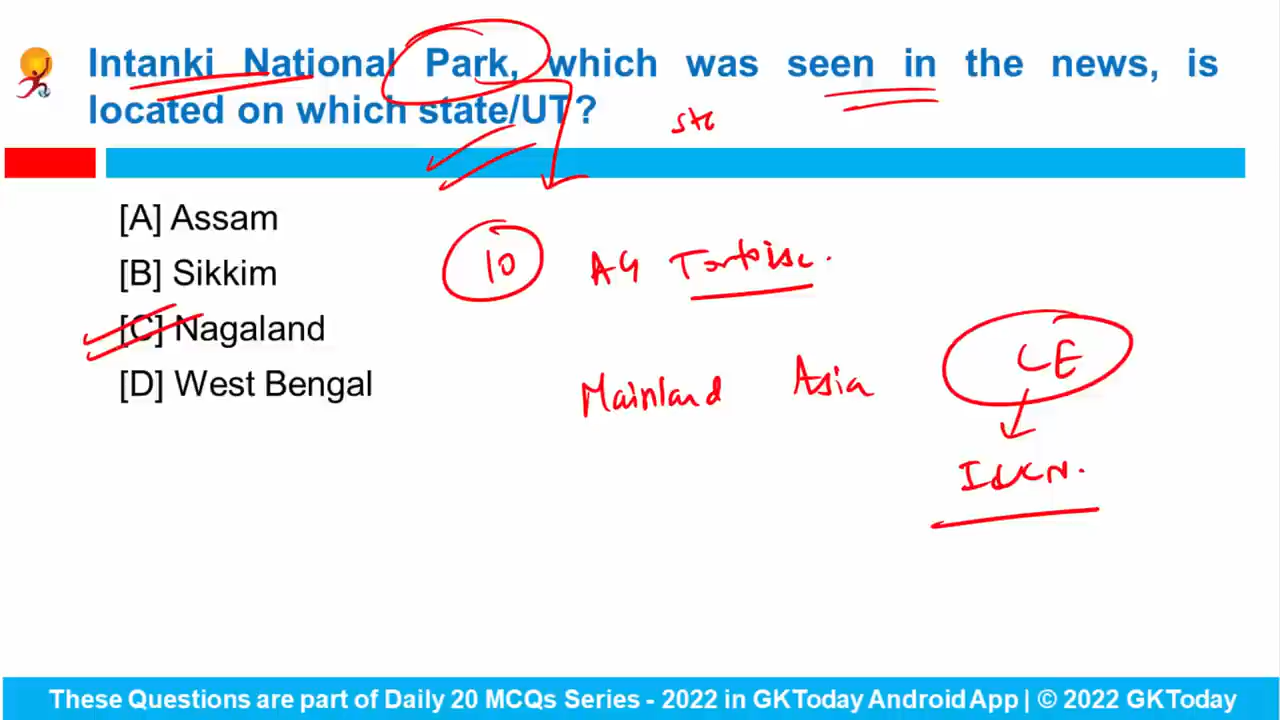 Intanki National Park, which was seen in the news, is
located on which state/UT?
ste
[A] Assam
[B] Sikkim
[C] Nagaland
[D] West Bengal
10 AG Tortoise.
Mainland Asia CE
These Questions are part of Daily 20 MCQs Series - 2022 in GKToday Android App | © 2022 GKToday